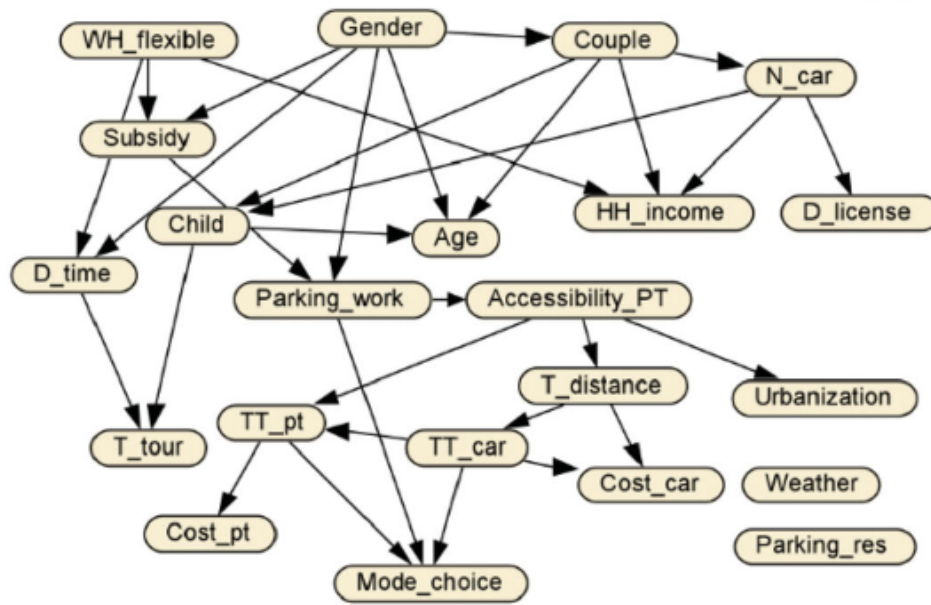 WH_flexible
Gender
Couple
N_car
Subsidy
Child
Age
HH_income
D_license
D_time
Parking_work
Accessibility_PT
T_distance
Urbanization
TT_pt
T_tour
TT_car
Cost_car
Weather
Cost_pt
Parking_res
Mode_choice